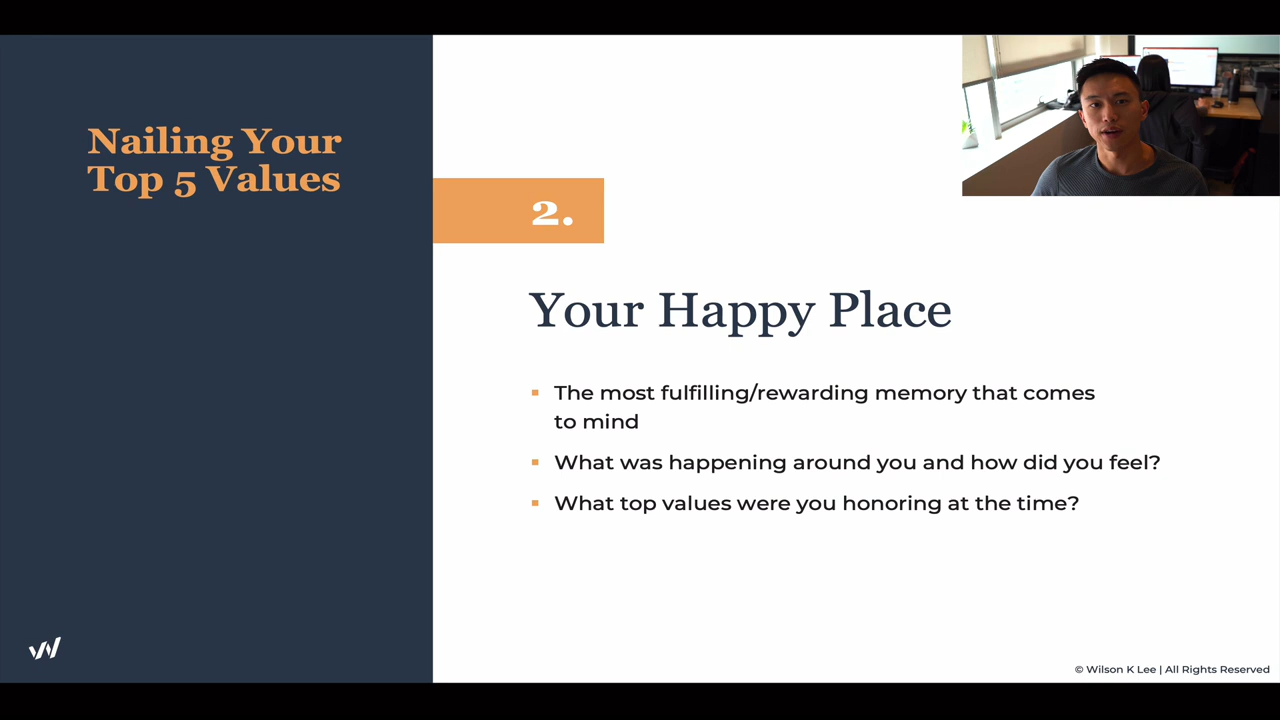 Nailing Your
Top 5 Values
2.
Your Happy Place
The most fulfilling/rewarding memory that comes
to mind
What was happening around you and how did you feel?
What top values were you honoring at the time?
© Wilson K Lee | All Rights Reserved